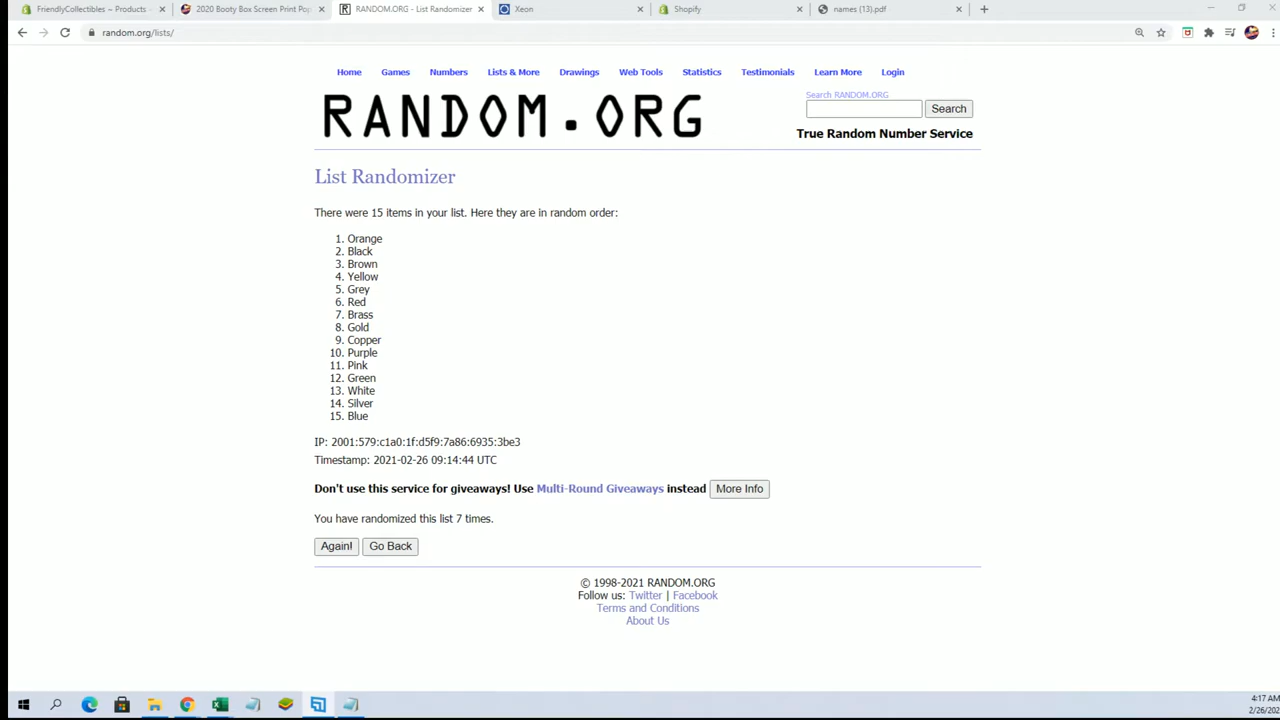 FriendlyCollectibles ~ Products ·
2020 Booty Box Screen Print Pop
RANDOM.ORG - List Randomizer
Xeon
Shopify
names (13).pdf
random.org/lists/
Home Games Numbers Lists & More Drawings Web Tools Statistics Testimonials Learn More Login
RANDOM.ORG
Search RANDOM.ORG
Search
True Random Number Service
List Randomizer
There were 15 items in your list. Here they are in random order:
1. Orange
2. Black
3. Brown
4. Yellow
5. Grey
6. Red
7. Brass
8. Gold
9. Copper
10. Purple
11. Pink
12. Green
13. White
14. Silver
15. Blue
IP: 2001:579:c1a0:1f:d5f9:7a86:6935:3be3
Timestamp: 2021-02-26 09:14:44 UTC
Don't use this service for giveaways! Use Multi-Round Giveaways instead More Info
You have randomized this list 7 times.
Again! Go Back
© 1998-2021 RANDOM.ORG
Follow us: Twitter | Facebook
Terms and Conditions
About Us
4:17 AM
2/26/202